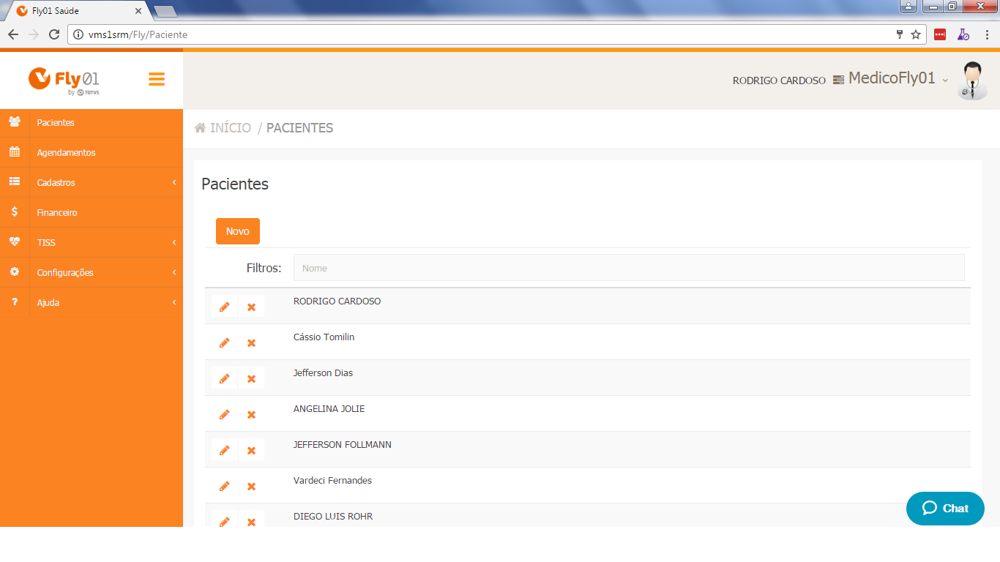 Fly01 Saúde
vms1srm/Fly/Paciente
Fly01
by TOTVS
RODRIGO CARDOSO MedicoFly01
Pacientes
Agendamentos
Cadastros
Financeiro
TISS
Configurações
Ajuda
INÍCIO / PACIENTES
Pacientes
Novo
Filtros: Nome
RODRIGO CARDOSO
Cássio Tomilin
Jefferson Dias
ANGELINA JOLIE
JEFFERSON FOLLMANN
Vardeci Fernandes
DIEGO LUIS ROHR
Chat